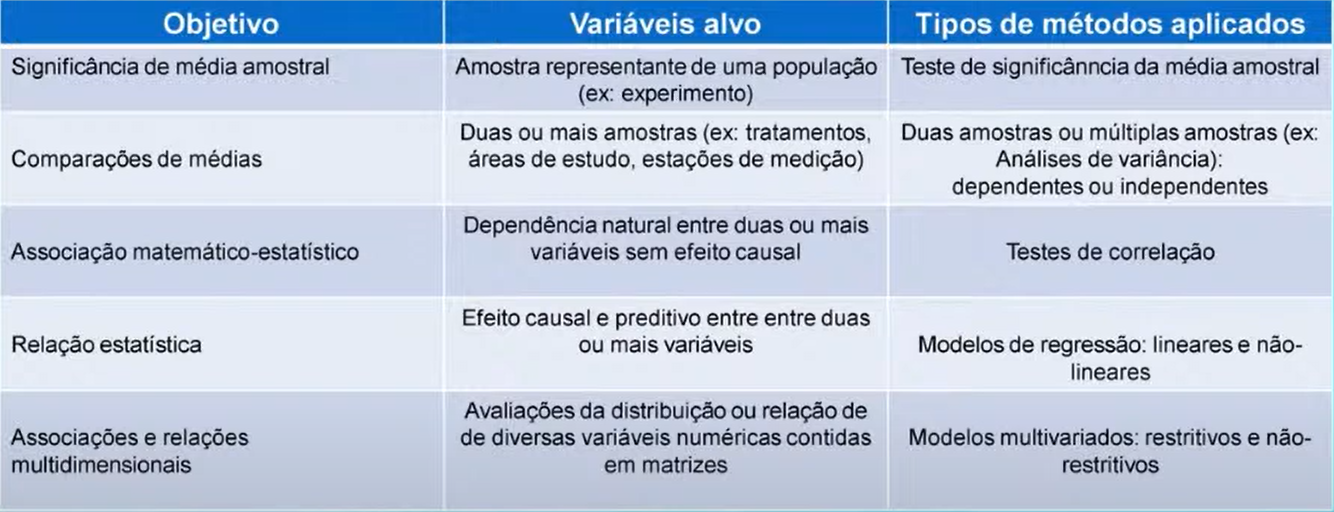 Objetivo
Variáveis alvo
Tipos de métodos aplicados
Significância de média amostral
Amostra representante de uma população
(ex: experimento)
Teste de significânncia da média amostral
Comparações de médias
Duas ou mais amostras (ex: tratamentos,
áreas de estudo, estações de medição)
Duas amostras ou múltiplas amostras (ex:
Análises de variância):
dependentes ou independentes
Associação matemático-estatístico
Dependência natural entre duas ou mais
variáveis sem efeito causal
Testes de correlação
Relação estatística
Efeito causal e preditivo entre entre duas
ou mais variáveis
Modelos de regressão: lineares e não-
lineares
Associações e relações
multidimensionais
Avaliações da distribuição ou relação de
de diversas variáveis numéricas contidas
em matrizes
Modelos multivariados: restritivos e não-
restritivos